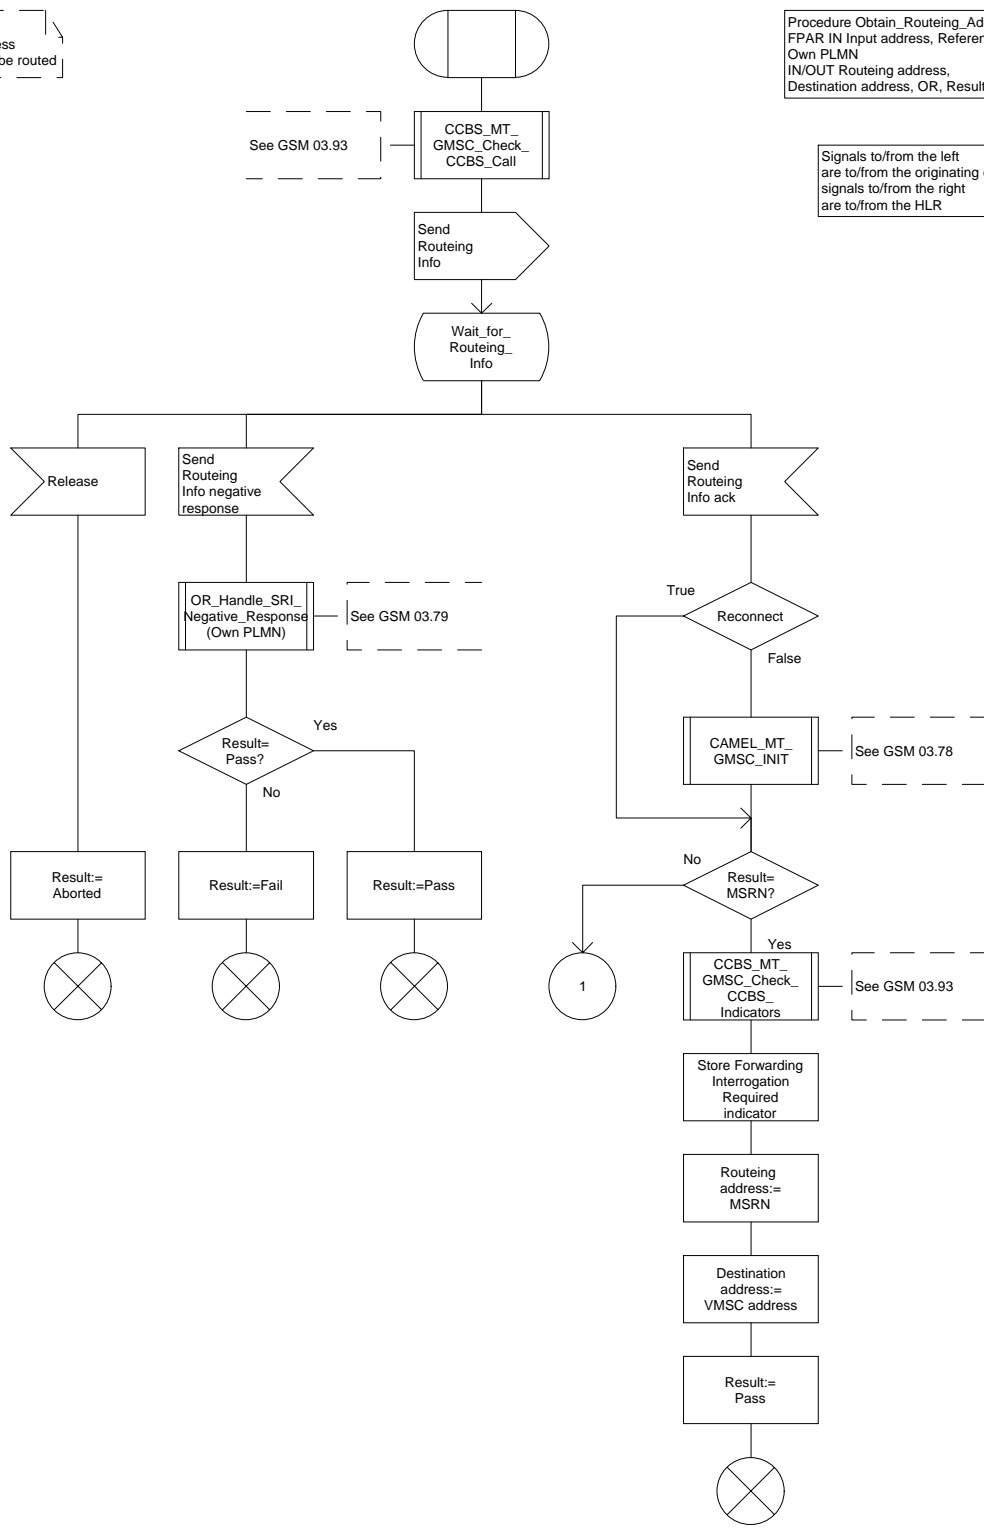 be routed
Procedure
FPAR IN Input address,
Own PLMN
IN/OUT Routeing address,
Destination address, OR, Result
CCBS_MT_
GMSC_Check_
CCBS_Call
See GSM 03.93
Signals to/from the left
are to/from the originating
signals to/from the right
are to/from the HLR
Send
Routeing
Info
Wait_for_
Routeing_
Info
Release
Send
Routeing
Info negative
response
Send
Routeing
Info ack
OR_Handle_SRI_
Negative_Response
(Own PLMN)
See GSM 03.79
True
Reconnect
False
Result=
Pass?
Yes
No
CAMEL_MT_
GMSC_INIT
See GSM 03.78
Result:=
Aborted
Result:=Fail
Result:=Pass
No
Result=
MSRN?
Yes
1
CCBS_MT_
GMSC_Check_
CCBS_
Indicators
See GSM 03.93
Store Forwarding
Interrogation
Required
indicator
Routeing
address:=
MSRN
Destination
address:=
VMSC address
Result:=
Pass